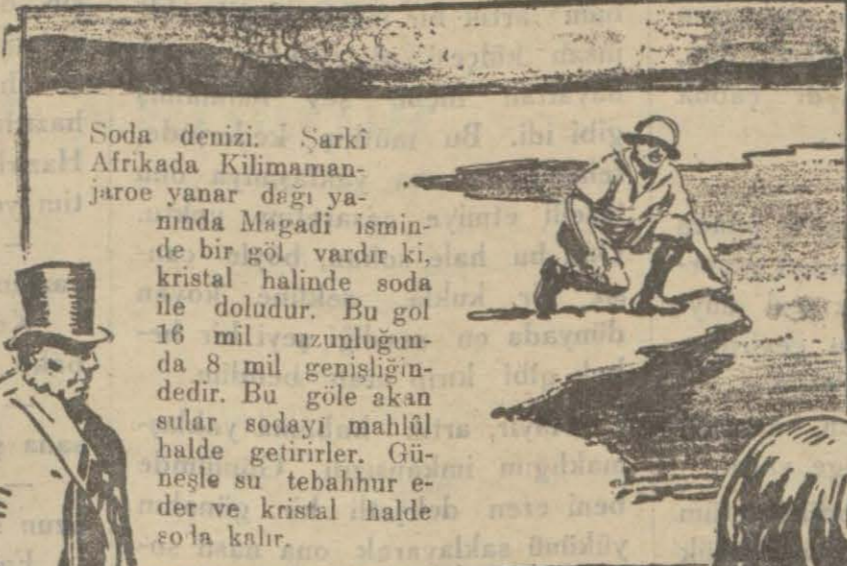 Soda denizi. Şarki
Afrikada Kilimaman-
jaroe yanar dağı ya-
nında Magadi ismin-
de bir göl vardır ki,
kristal halinde soda
ile doludur. Bu göl
16 mil uzunluğun-
da 8 mil genişliğin-
dedir. Bu göle akan
sular sodayı mahlûl
halde getirirler. Gü-
neşle su tebahhur e-
der ve kristal halde
soda kalır.